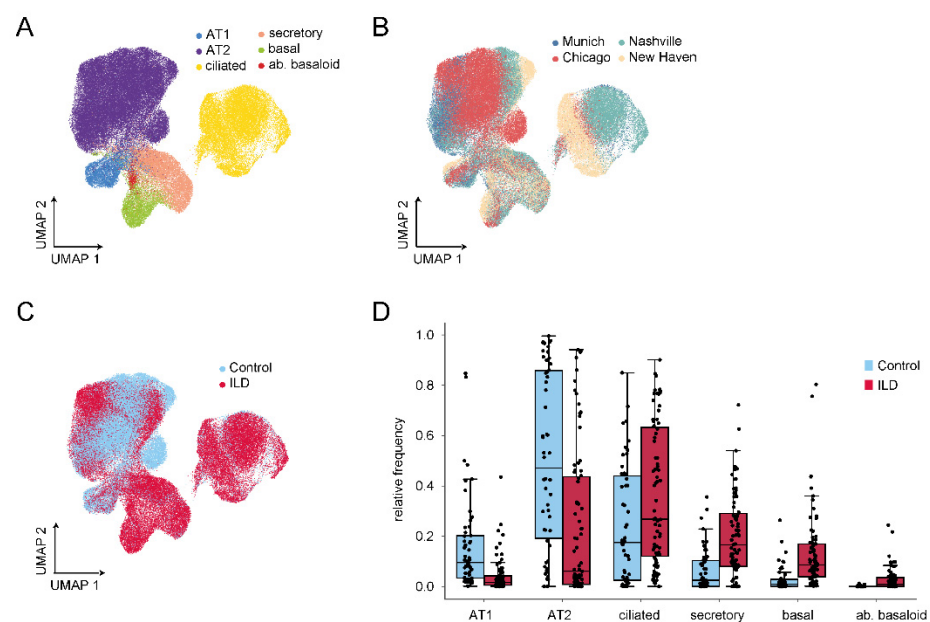 A
AT1
AT2
ciliated
secretory
basal
ab. basaloid
UMAP 2
UMAP 1
B
Munich
Chicago
Nashville
New Haven
UMAP 2
UMAP 1
C
Control
ILD
UMAP 2
UMAP 1
D
relative frequency
1.0
0.8
0.6
0.4
0.2
0.0
Control
ILD
AT1 AT2 ciliated secretory basal ab. basaloid